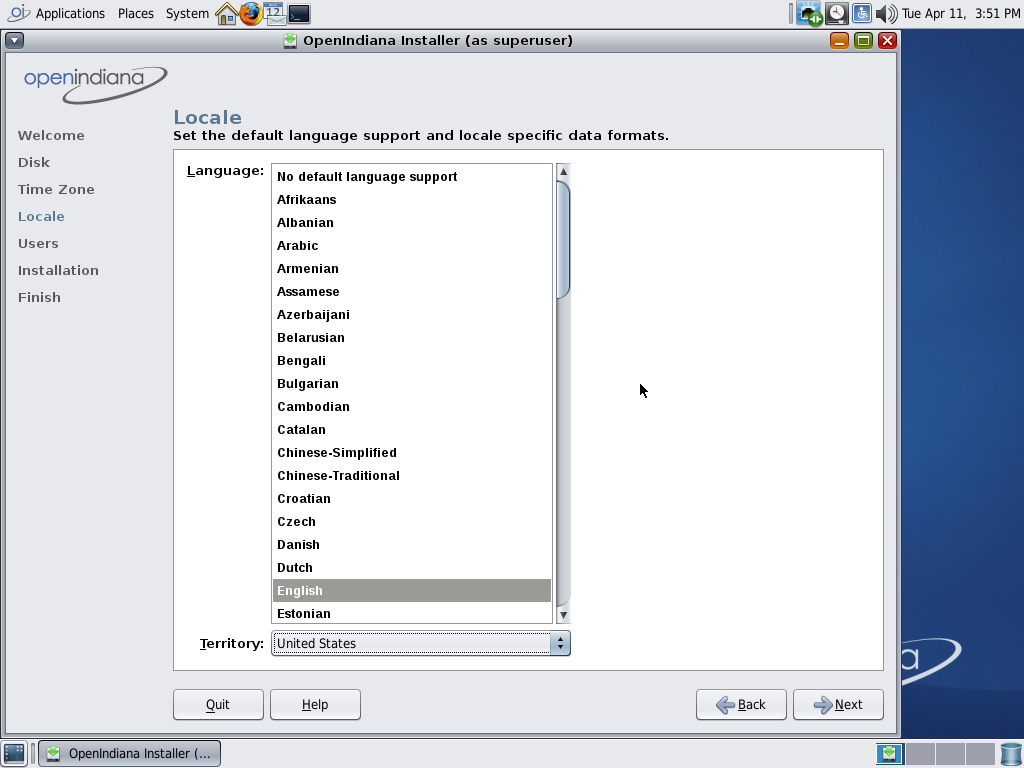 Applications Places System 12 Tue Apr 11, 3:51 PM
OpenIndiana Installer (as superuser)
openindiana
Locale
Set the default language support and locale specific data formats.
Welcome
Disk
Time Zone
Locale
Users
Installation
Finish
Language:
No default language support
Afrikaans
Albanian
Arabic
Armenian
Assamese
Azerbaijani
Belarusian
Bengali
Bulgarian
Cambodian
Catalan
Chinese-Simplified
Chinese-Traditional
Croatian
Czech
Danish
Dutch
English
Estonian
Territory: United States
Quit Help Back Next
a
OpenIndiana Installer (...